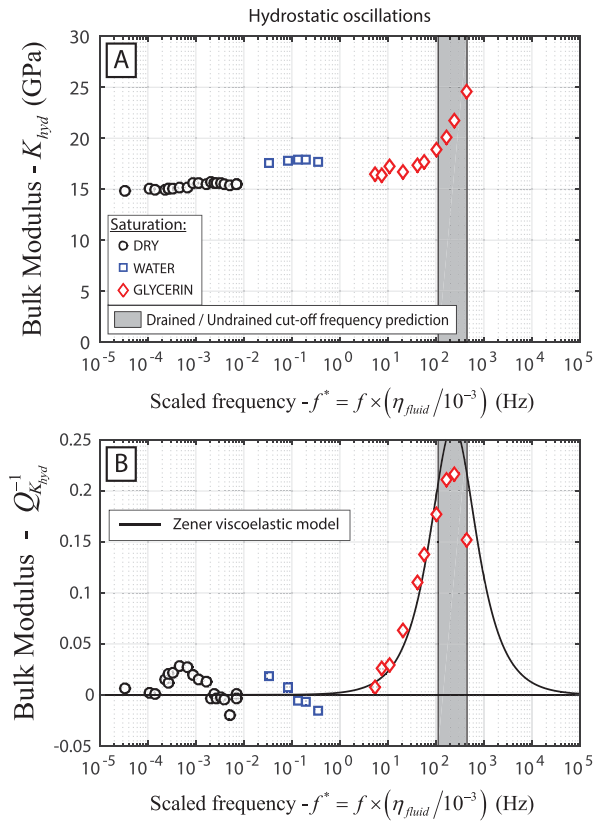 Hydrostatic oscillations
A
Bulk Modulus - K_hyd (GPa)
35
30
25
20
15
10
5
0
Saturation:
DRY
WATER
GLYCERIN
Drained / Undrained cut-off frequency prediction
10^-5 10^-4 10^-3 10^-2 10^-1 10^0 10^1 10^2 10^3 10^4 10^5
Scaled frequency - f* = f × (η_fluid/10^-3) (Hz)
B
Bulk Modulus - Q^-1_K_hyd
0.25
0.2
0.15
0.1
0.05
0
-0.05
Zener viscoelastic model
10^-5 10^-4 10^-3 10^-2 10^-1 10^0 10^1 10^2 10^3 10^4 10^5
Scaled frequency - f* = f × (η_fluid/10^-3) (Hz)